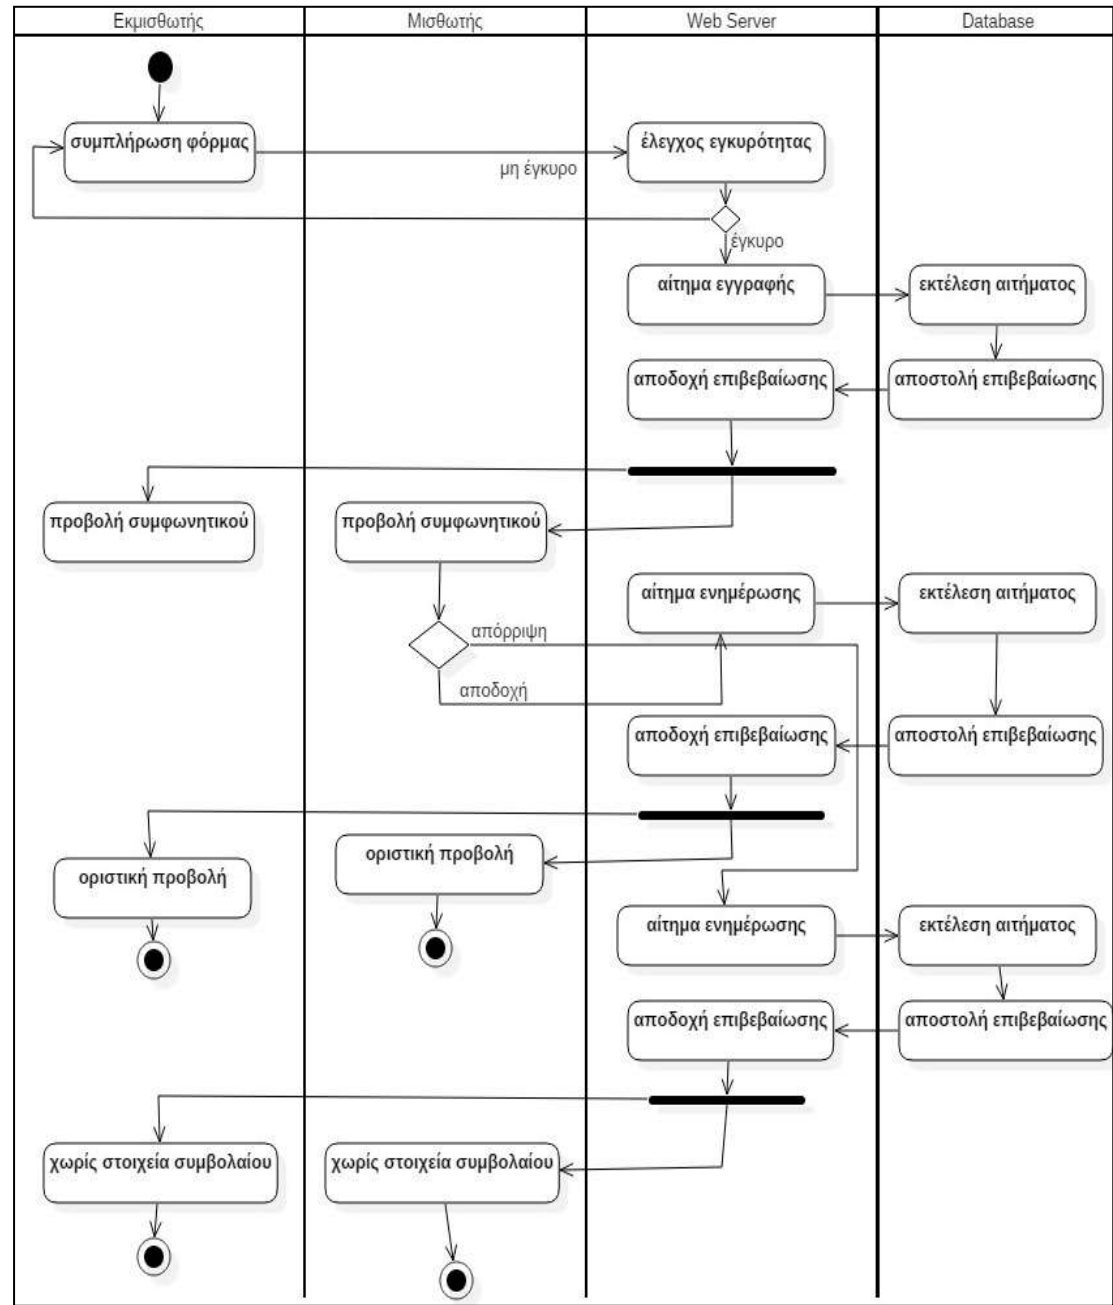 Εκμισθωτής
Μισθωτής
Web Server
Database
συμπλήρωση φόρμας
έλεγχος εγκυρότητας
μη έγκυρο
έγκυρο
αίτημα εγγραφής
εκτέλεση αιτήματος
αποδοχή επιβεβαίωσης
αποστολή επιβεβαίωσης
προβολή συμφωνητικού
προβολή συμφωνητικού
αίτημα ενημέρωσης
εκτέλεση αιτήματος
απόρριψη
αποδοχή
αποδοχή επιβεβαίωσης
αποστολή επιβεβαίωσης
οριστική προβολή
οριστική προβολή
αίτημα ενημέρωσης
εκτέλεση αιτήματος
αποδοχή επιβεβαίωσης
αποστολή επιβεβαίωσης
χωρίς στοιχεία συμβολαίου
χωρίς στοιχεία συμβολαίου